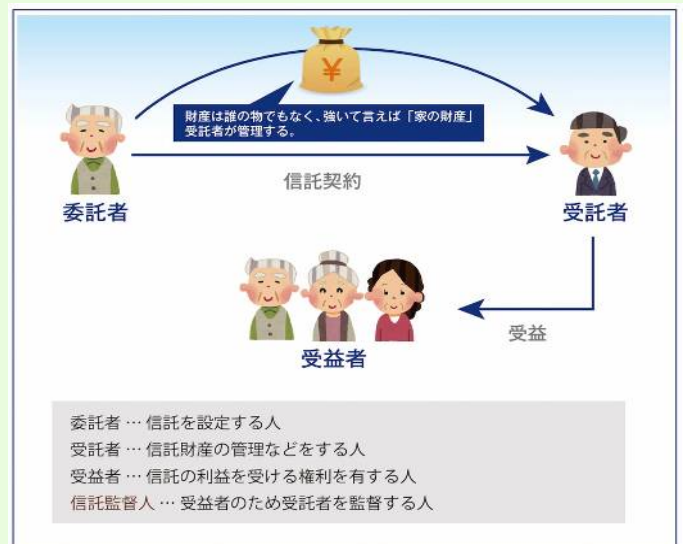 ¥
財産は誰の物でもなく、強いて言えば「家の財産」
受託者が管理する。
信託契約
委託者
受託者
受益者
受益
委託者 … 信託を設定する人
受託者 … 信託財産の管理などをする人
受益者 … 信託の利益を受ける権利を有する人
信託監督人 … 受益者のため受託者を監督する人